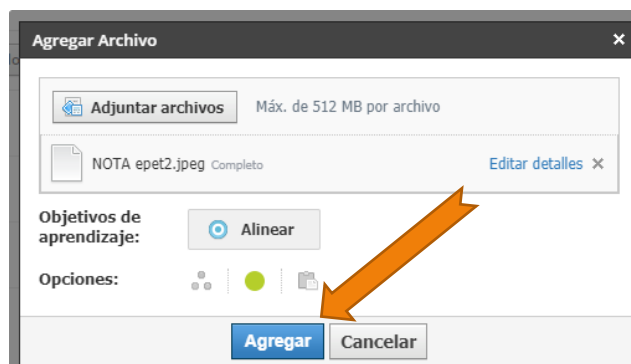 Agregar Archivo
Adjuntar archivos Máx. de 512 MB por archivo
NOTA epet2.jpeg Completo Editar detalles
Objetivos de
aprendizaje:
Alinear
Opciones:
Agregar Cancelar